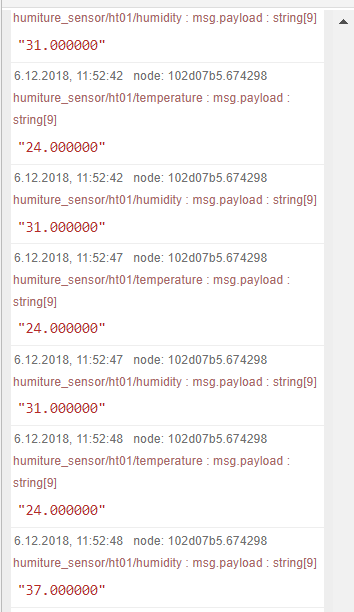 humiture_sensor/ht01/humidity : msg.payload : string[9]
"31.000000"
6.12.2018, 11:52:42 node: 102d07b5.674298
humiture_sensor/ht01/temperature : msg.payload :
string[9]
"24.000000"
6.12.2018, 11:52:42 node: 102d07b5.674298
humiture_sensor/ht01/humidity : msg.payload : string[9]
"31.000000"
6.12.2018, 11:52:47 node: 102d07b5.674298
humiture_sensor/ht01/temperature : msg.payload :
string[9]
"24.000000"
6.12.2018, 11:52:47 node: 102d07b5.674298
humiture_sensor/ht01/humidity : msg.payload : string[9]
"31.000000"
6.12.2018, 11:52:48 node: 102d07b5.674298
humiture_sensor/ht01/temperature : msg.payload :
string[9]
"24.000000"
6.12.2018, 11:52:48 node: 102d07b5.674298
humiture_sensor/ht01/humidity : msg.payload : string[9]
"37.000000"